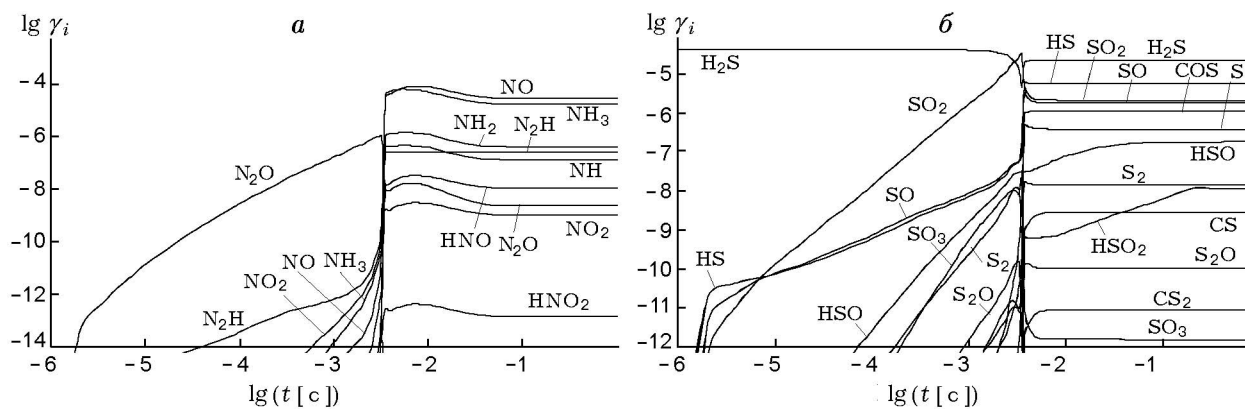 lg γᵢ
а
−4
−6
−8
−10
−12
−14
N₂O
NO
NH₃
NH₂
N₂H
NH
HNO
N₂O
NO₂
HNO₂
NH₃
NO
NO₂
N₂H
−6
−5
−4
−3
−2
−1
0
lg (t [ c ])
lg γᵢ
б
−5
−6
−7
−8
−9
−10
−11
−12
H₂S
SO₂
HS
SO₂
H₂S
SO
COS
S
HSO
S₂
SO
SO₃
S₂
HSO₂
CS
S₂O
HS
HSO
S₂O
CS₂
SO₃
−6
−5
−4
−3
−2
−1
0
lg (t [ c ])